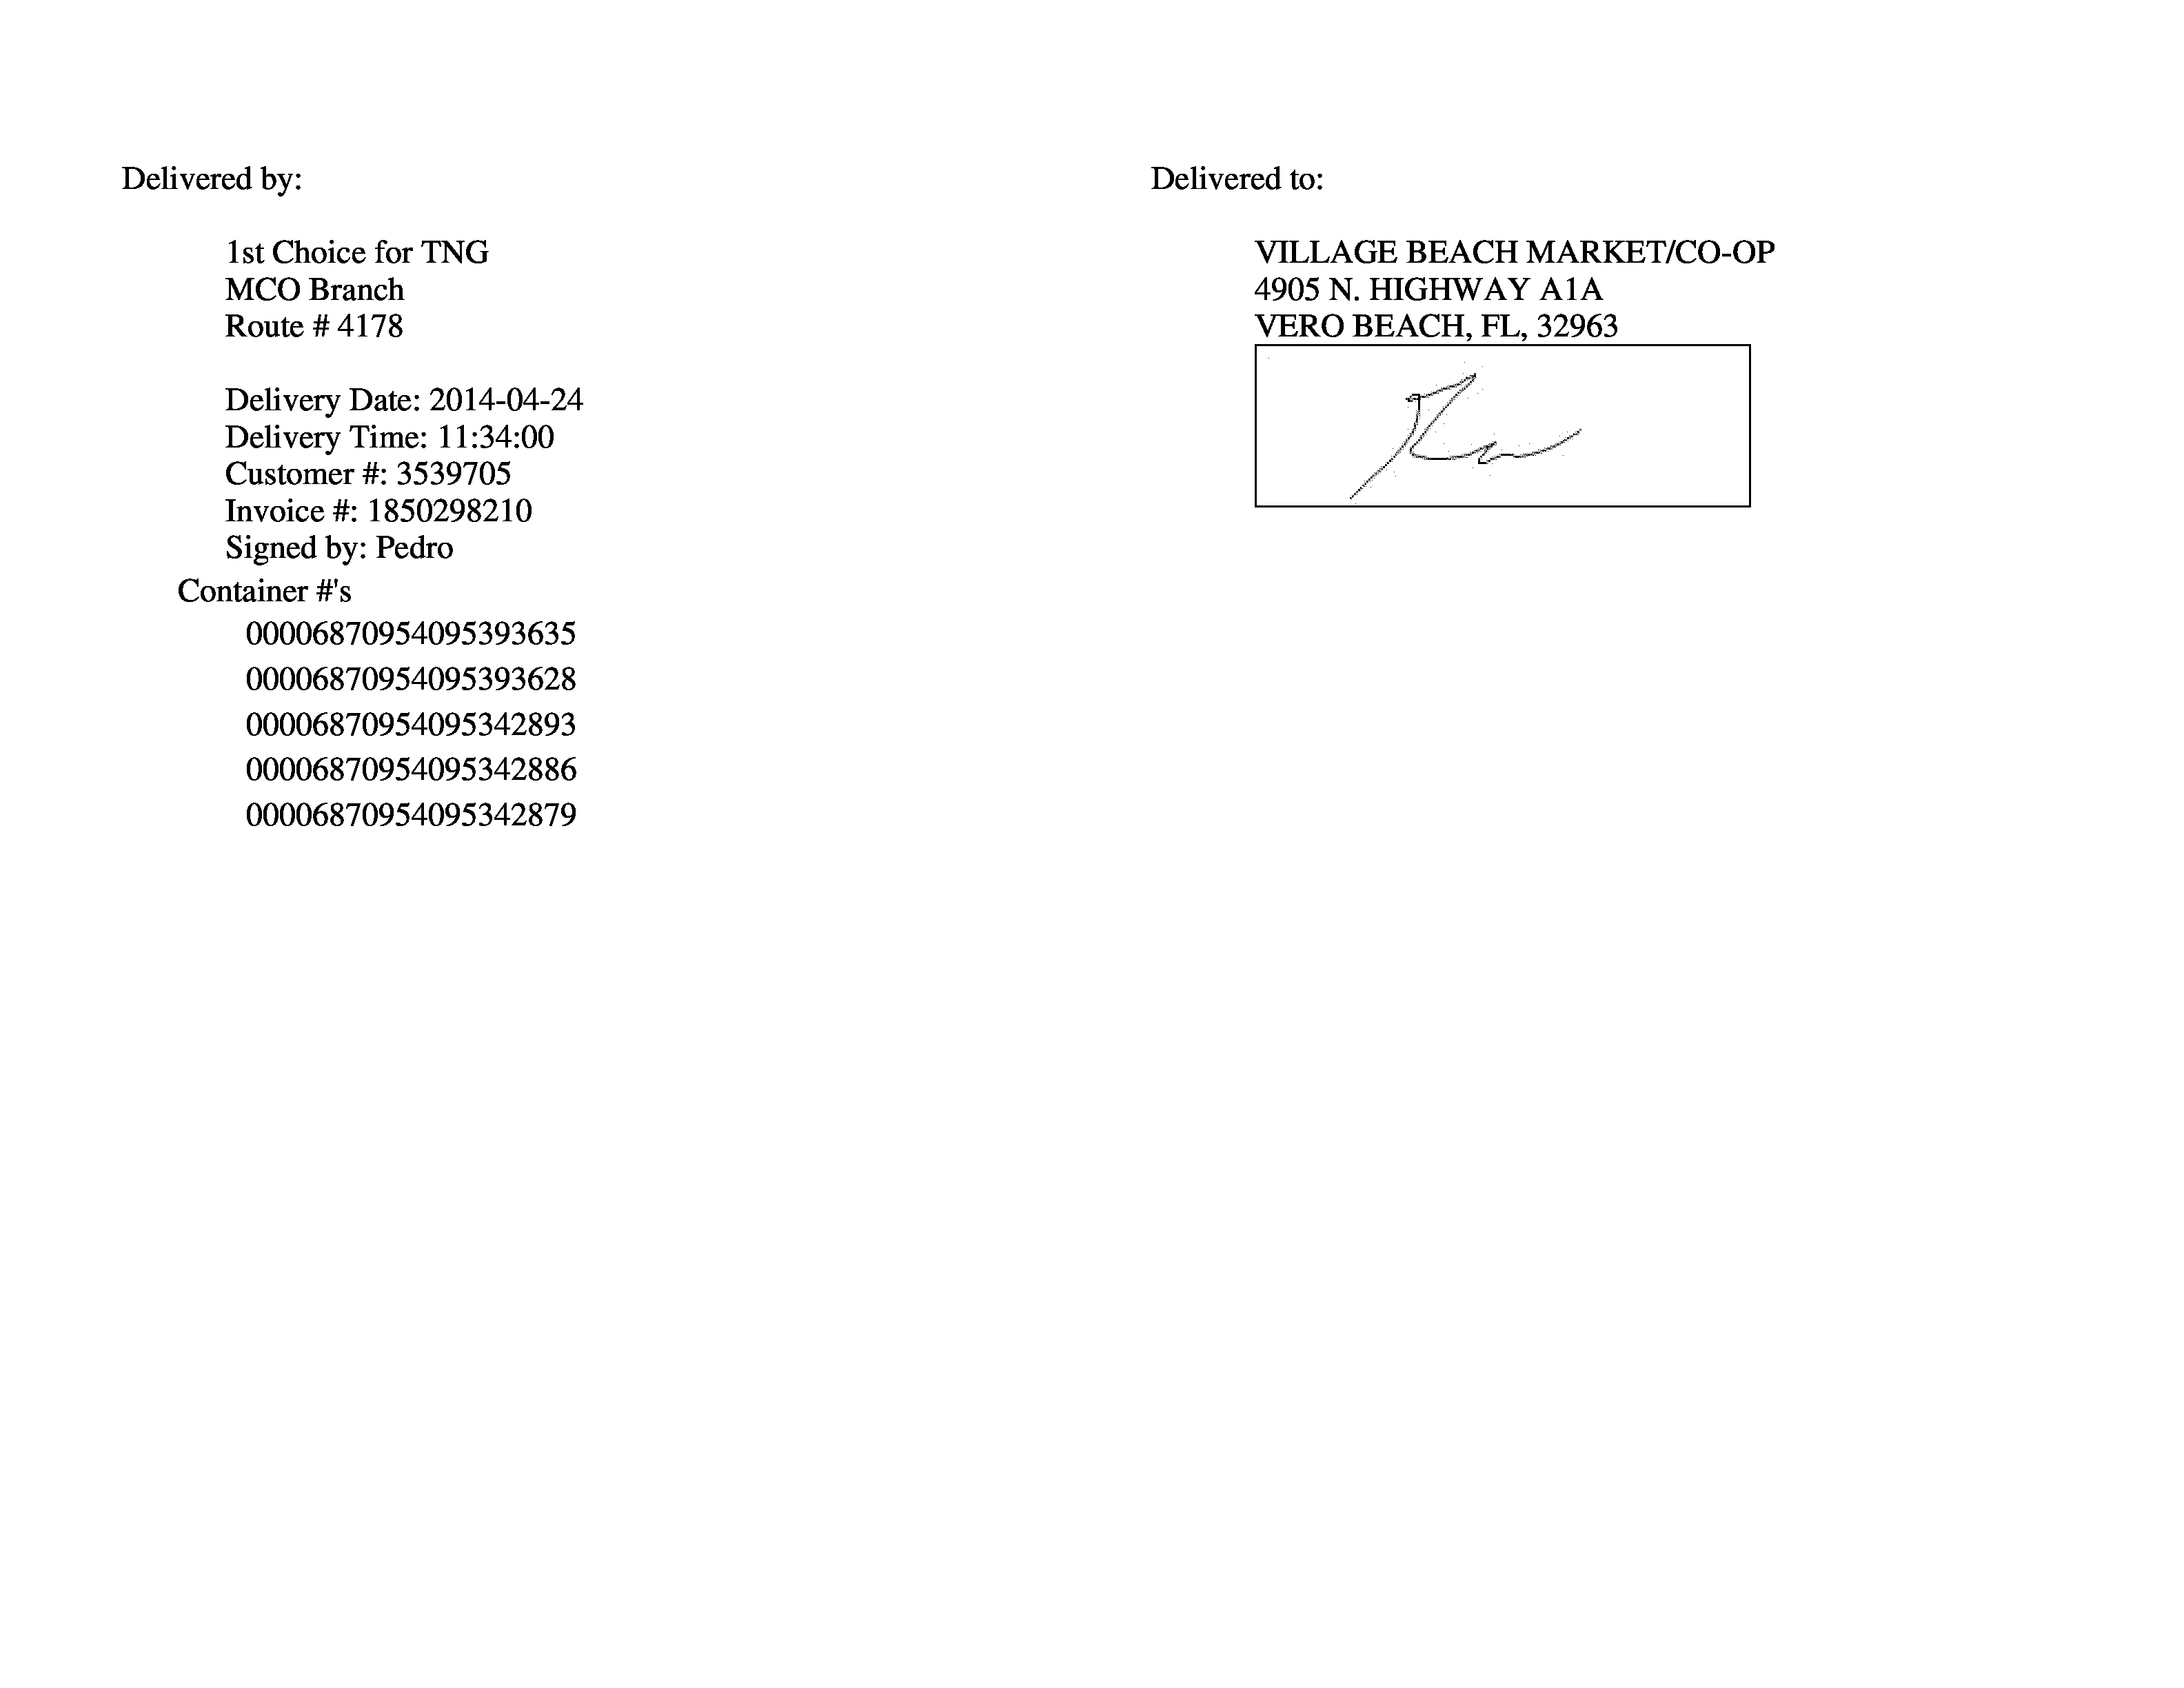 Delivered by:
1st Choice for TNG
MCO Branch
Route # 4178
Delivery Date: 2014-04-24
Delivery Time: 11:34:00
Customer #: 3539705
Invoice #: 1850298210
Signed by: Pedro
Container #'s
00006870954095393635
00006870954095393628
00006870954095342893
00006870954095342886
00006870954095342879
Delivered to:
VILLAGE BEACH MARKET/CO-OP
4905 N. HIGHWAY A1A
VERO BEACH, FL, 32963